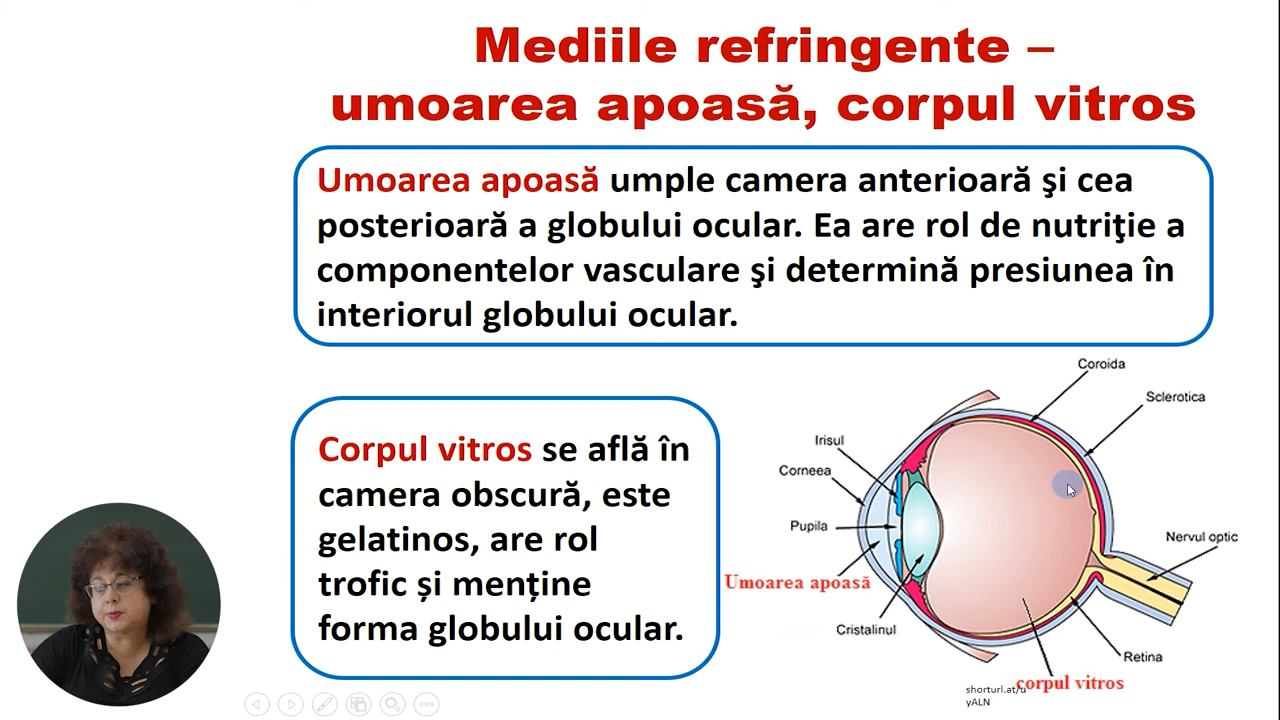 Mediile refringente –
umoarea apoasă, corpul vitros
Umoarea apoasă umple camera anterioară şi cea
posterioară a globului ocular. Ea are rol de nutriţie a
componentelor vasculare şi determină presiunea în
interiorul globului ocular.
Corpul vitros se află în
camera obscură, este
gelatinos, are rol
trofic și menține
forma globului ocular.
Coroida
Sclerotica
Irisul
Corneea
Pupila
Nervul optic
Umoarea apoasă
Cristalinul
Retina
corpul vitros
shorturl.at/u
yALN